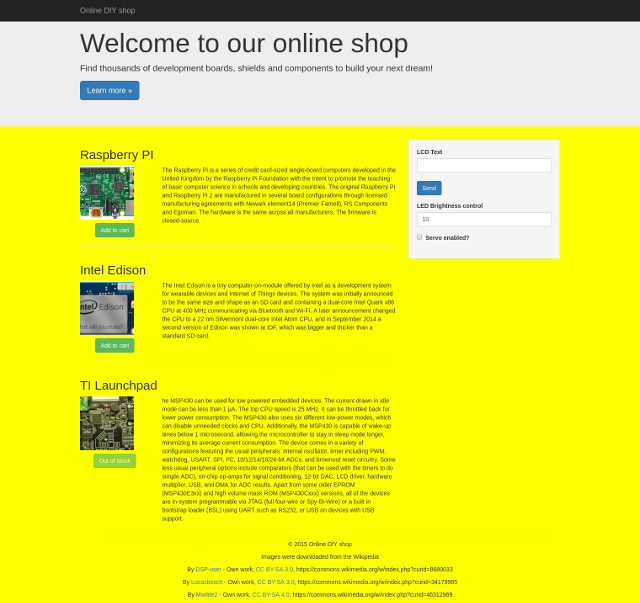 Online DIY shop
Welcome to our online shop
Find thousands of development boards, shields and components to build your next dream!
Learn more »
Raspberry PI
The Raspberry Pi is a series of credit card-sized single-board computers developed in the
United Kingdom by the Raspberry Pi Foundation with the intent to promote the teaching
of basic computer science in schools and developing countries. The original Raspberry Pi
and Raspberry Pi 2 are manufactured in several board configurations through licensed
manufacturing agreements with Newark element14 (Premier Farnell), RS Components
and Egoman. The hardware is the same across all manufacturers. The firmware is
closed-source.
Add to cart
LCD Text
Send
LED Brightness control
10
Servo enabled?
Intel Edison
The Intel Edison is a tiny computer-on-module offered by Intel as a development system
for wearable devices and Internet of Things devices. The system was initially announced
to be the same size and shape as an SD card and containing a dual-core Intel Quark x86
CPU at 400 MHz communicating via Bluetooth and Wi-Fi. A later announcement changed
the CPU to a 22 nm Silvermont dual-core Intel Atom CPU, and in September 2014 a
second version of Edison was shown at IDF, which was bigger and thicker than a
standard SD card.
ntel Edison
hat will you make?
Add to cart
TI Launchpad
he MSP430 can be used for low powered embedded devices. The current drawn in idle
mode can be less than 1 µA. The top CPU speed is 25 MHz. It can be throttled back for
lower power consumption. The MSP430 also uses six different low-power modes, which
can disable unneeded clocks and CPU. Additionally, the MSP430 is capable of wake-up
times below 1 microsecond, allowing the microcontroller to stay in sleep mode longer,
minimizing its average current consumption. The device comes in a variety of
configurations featuring the usual peripherals: internal oscillator, timer including PWM,
watchdog, USART, SPI, I²C, 10/12/14/16/24-bit ADCs, and brownout reset circuitry. Some
less usual peripheral options include comparators (that can be used with the timers to do
simple ADC), on-chip op-amps for signal conditioning, 12-bit DAC, LCD driver, hardware
multiplier, USB, and DMA for ADC results. Apart from some older EPROM
(MSP430E3xx) and high volume mask ROM (MSP430Cxxx) versions, all of the devices
are in-system programmable via JTAG (full four-wire or Spy-Bi-Wire) or a built in
bootstrap loader (BSL) using UART such as RS232, or USB on devices with USB
support.
Out of stock
© 2015 Online DIY shop
Images were downloaded from the Wikipedia
By DSP-user - Own work, CC BY-SA 3.0, https://commons.wikimedia.org/w/index.php?curid=8880033
By Lucasbosch - Own work, CC BY-SA 3.0, https://commons.wikimedia.org/w/index.php?curid=34179985
By Mwilde2 - Own work, CC BY-SA 4.0, https://commons.wikimedia.org/w/index.php?curid=46312969